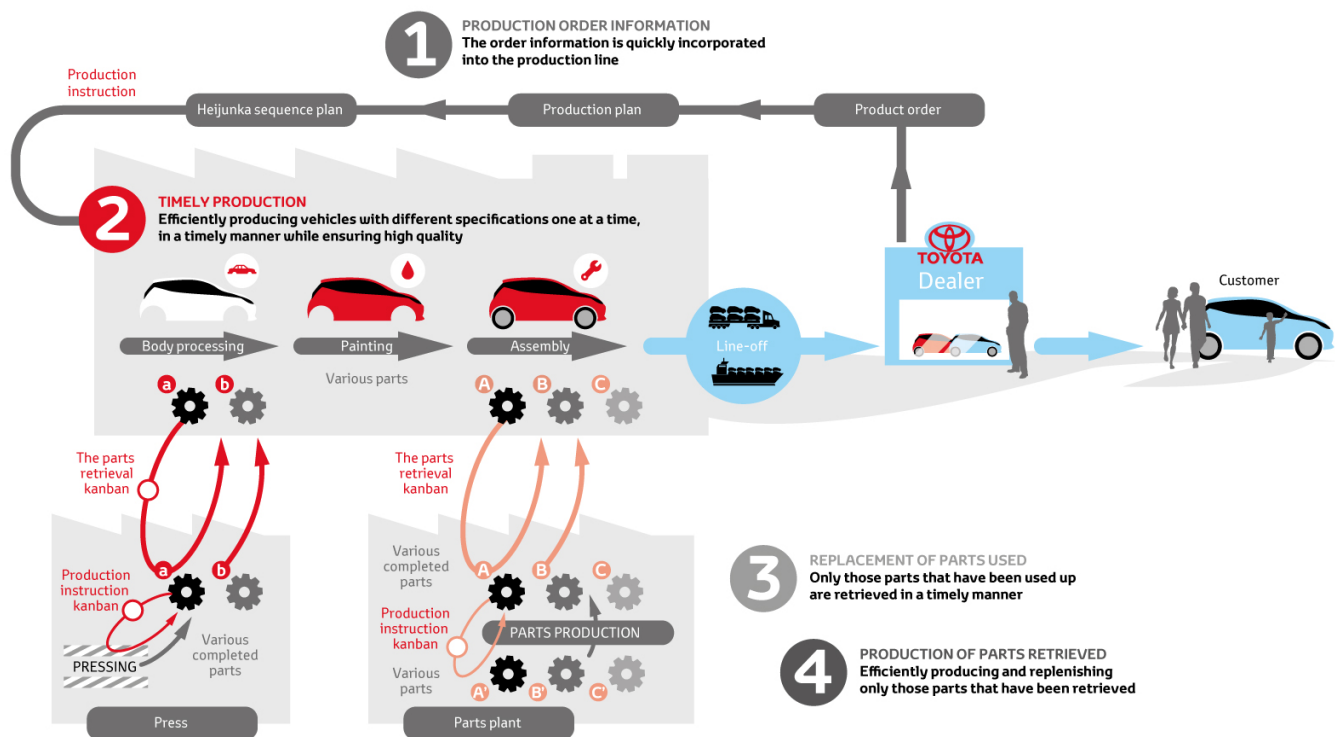 1
PRODUCTION ORDER INFORMATION
The order information is quickly incorporated
into the production line
Production
instruction
Heijunka sequence plan
Production plan
Product order
2
TIMELY PRODUCTION
Efficiently producing vehicles with different specifications one at a time,
in a timely manner while ensuring high quality
TOYOTA
Dealer
Customer
Body processing
Painting
Assembly
Line-off
Various parts
a
b
A
B
C
The parts
retrieval
kanban
The parts
retrieval
kanban
a
b
Production
instruction
kanban
PRESSING
Various
completed
parts
Press
Various
completed
parts
A
B
C
Production
instruction
kanban
PARTS PRODUCTION
Various
parts
A'
B'
C'
Parts plant
3
REPLACEMENT OF PARTS USED
Only those parts that have been used up
are retrieved in a timely manner
4
PRODUCTION OF PARTS RETRIEVED
Efficiently producing and replenishing
only those parts that have been retrieved